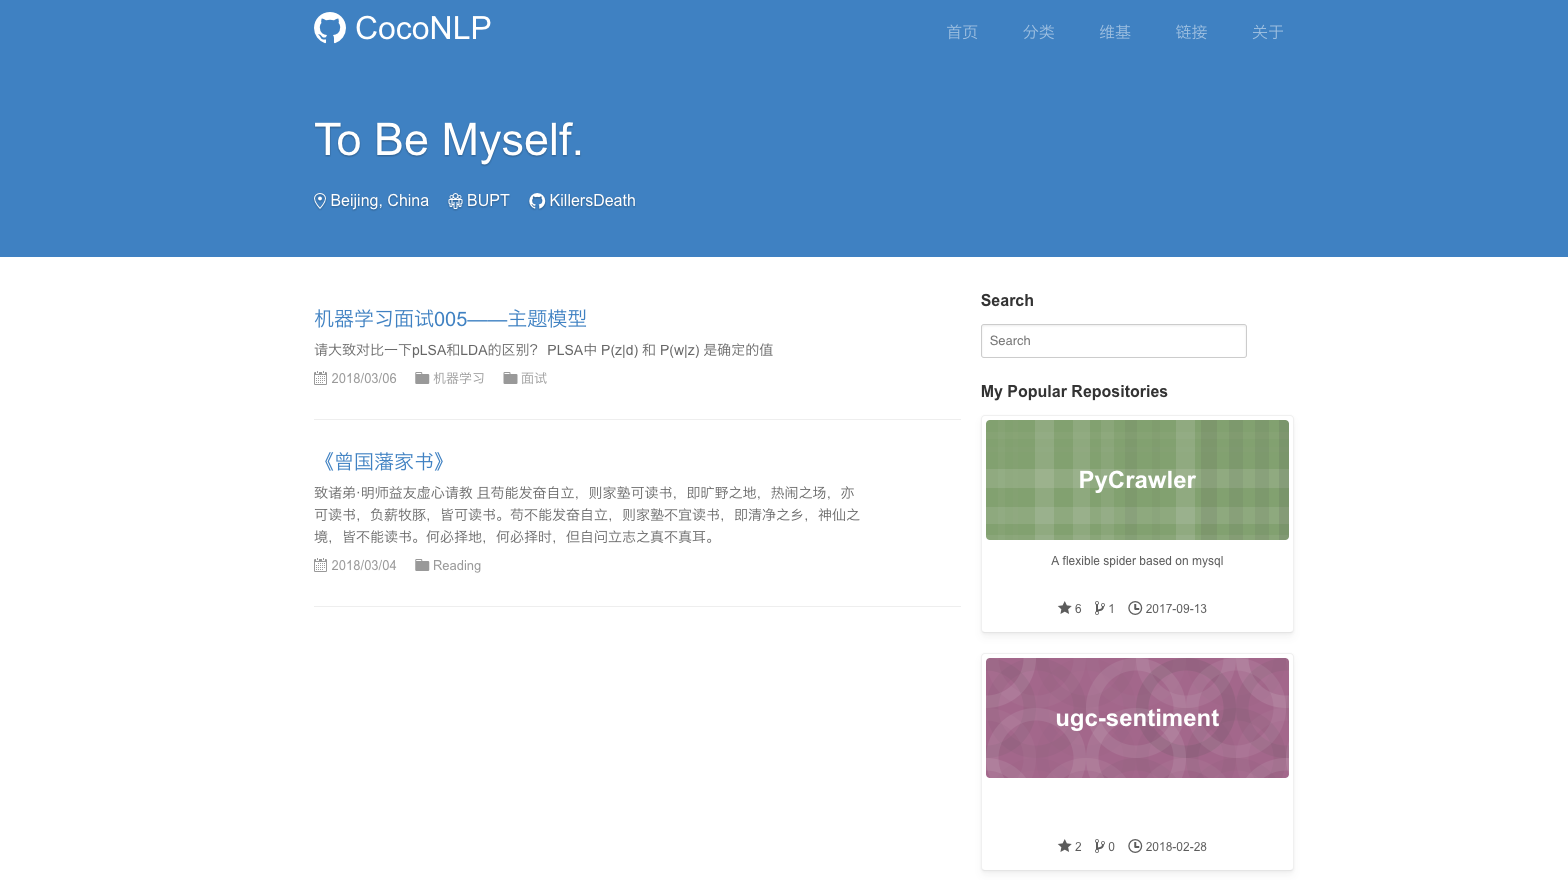 CocoNLP
首页 分类 维基 链接 关于
To Be Myself.
Beijing, China BUPT KillersDeath
机器学习面试005——主题模型
请大致对比一下pLSA和LDA的区别？ PLSA中 P(z|d) 和 P(w|z) 是确定的值
2018/03/06 机器学习 面试
《曾国藩家书》
致诸弟·明师益友虚心请教 且苟能发奋自立，则家塾可读书，即旷野之地，热闹之场，亦
可读书，负薪牧豚，皆可读书。苟不能发奋自立，则家塾不宜读书，即清净之乡，神仙之
境，皆不能读书。何必择地，何必择时，但自问立志之真不真耳。
2018/03/04 Reading
Search
Search
My Popular Repositories
PyCrawler
A flexible spider based on mysql
6 1 2017-09-13
ugc-sentiment
2 0 2018-02-28